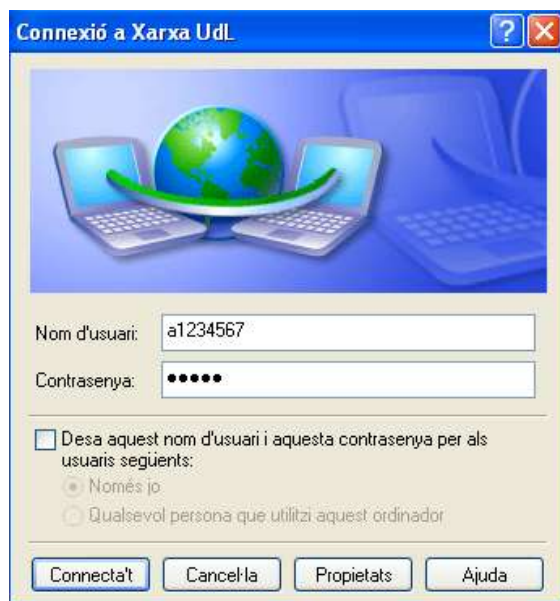 Connexió a Xarxa UdL
Nom d'usuari: a1234567
Contrasenya: •••••
Desa aquest nom d'usuari i aquesta contrasenya per als
usuaris següents:
Només jo
Qualsevol persona que utilitzi aquest ordinador
Connecta't Cancel·la Propietats Ajuda